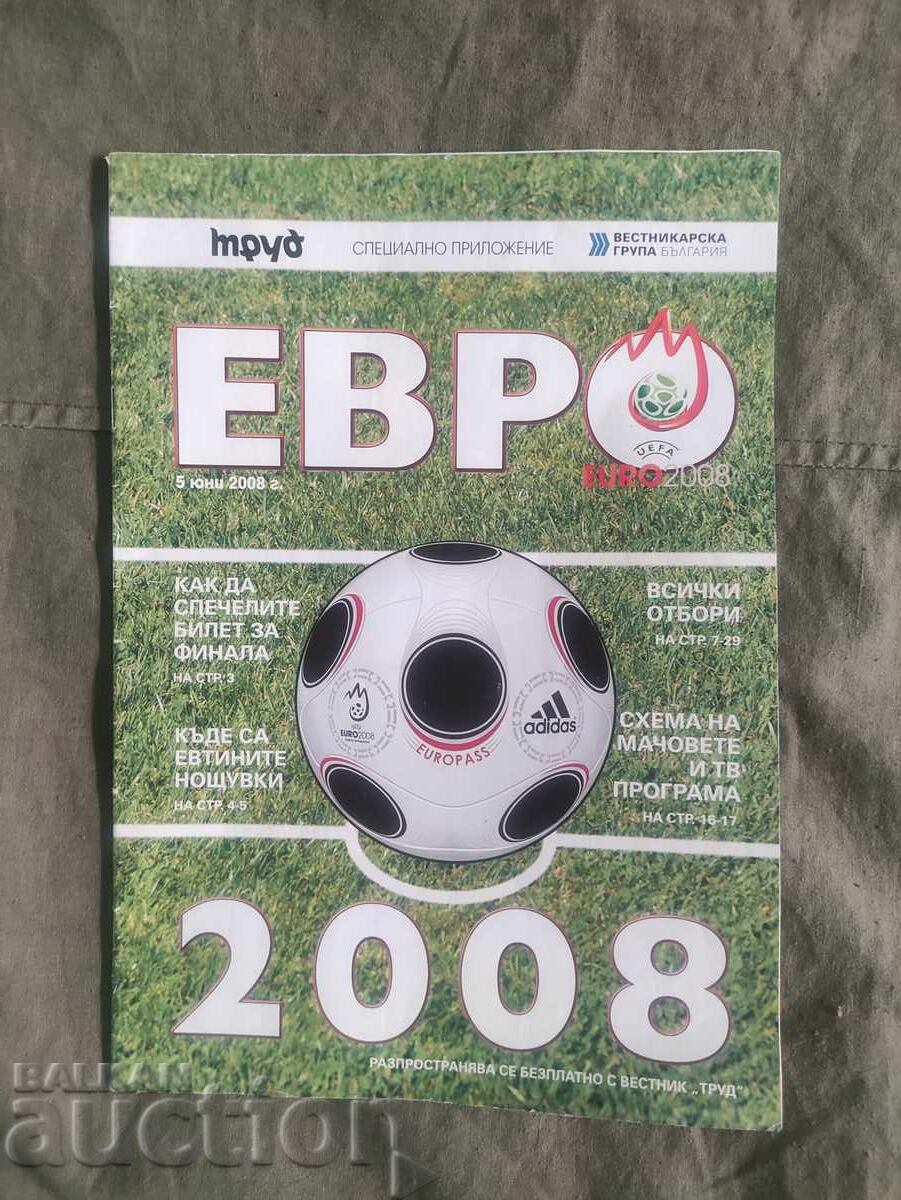 труд
СПЕЦИАЛНО ПРИЛОЖЕНИЕ
ВЕСТНИКАРСКА
ГРУПА БЪЛГАРИЯ
ЕВРО
UEFA
EURO2008
5 юни 2008 г.
КАК ДА
СПЕЧЕЛИТЕ
БИЛЕТ ЗА
ФИНАЛА
НА СТР. 3
КЪДЕ СА
ЕВТИНИТЕ
НОЩУВКИ
НА СТР. 4-5
EURO2008
EUROPASS
adidas
ВСИЧКИ
ОТБОРИ
НА СТР. 7-29
СХЕМА НА
МАЧОВЕТЕ
И ТВ
ПРОГРАМА
НА СТР. 16-17
2008
РАЗПРОСТРАНЯВА СЕ БЕЗПЛАТНО С ВЕСТНИК „ТРУД"
BALKAN
auction